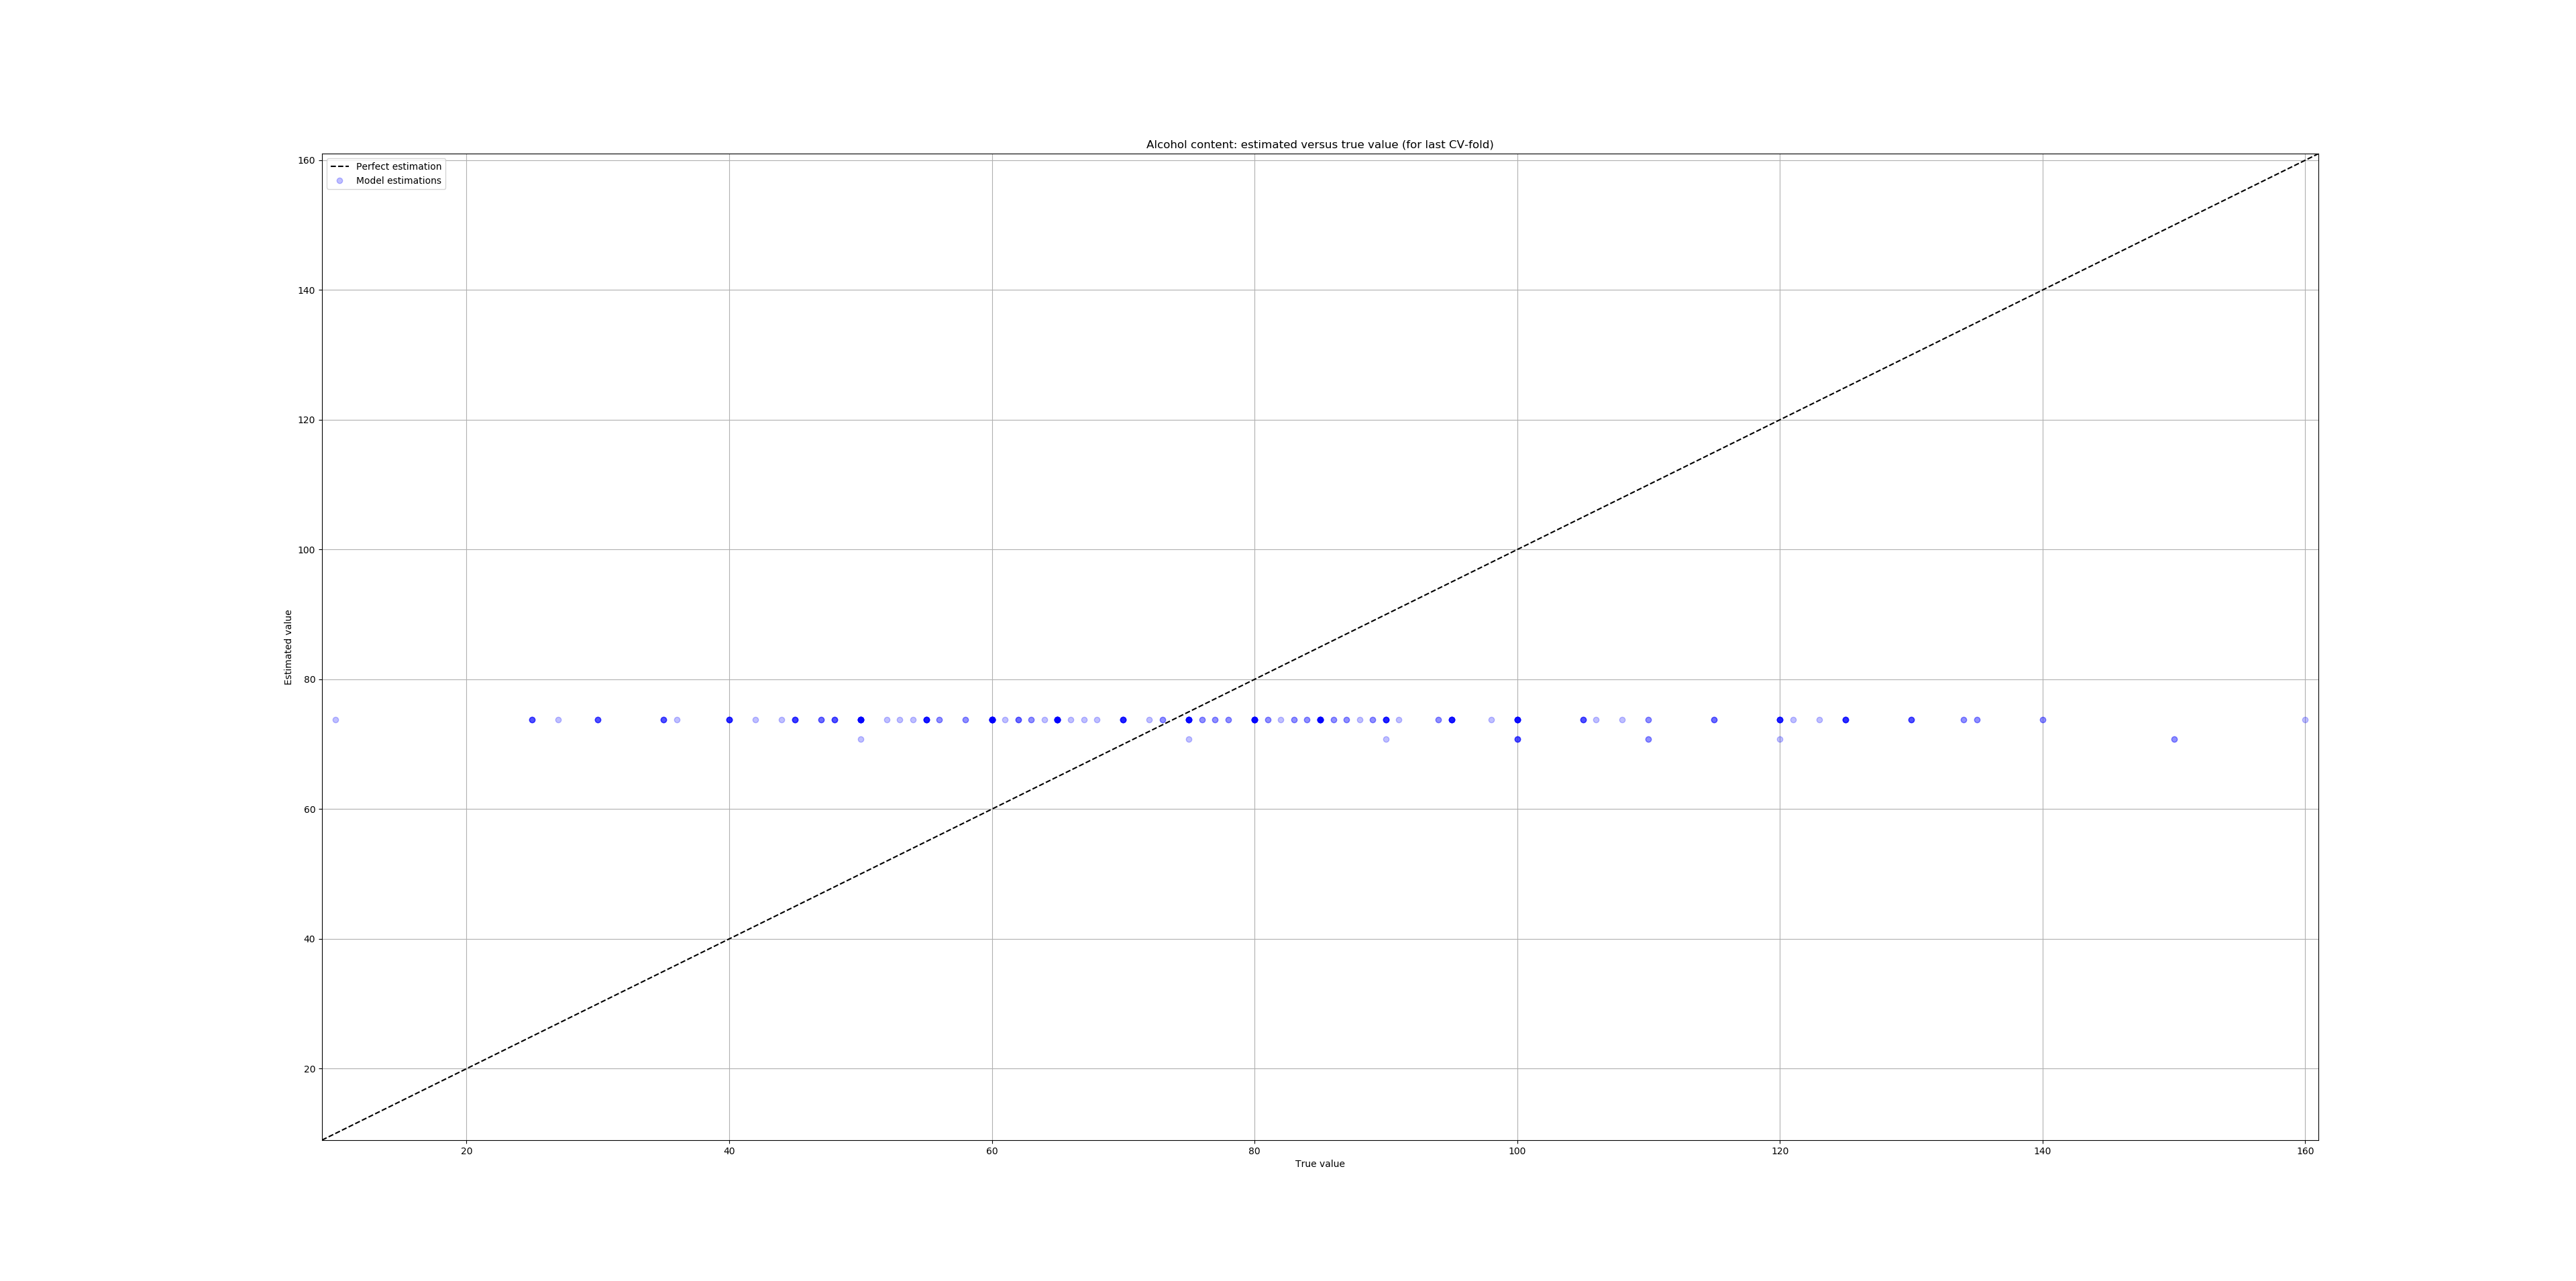 Alcohol content: estimated versus true value (for last CV-fold)
Perfect estimation
Model estimations
160
140
120
100
80
60
40
20
Estimated value
20 40 60 80 100 120 140 160
True value